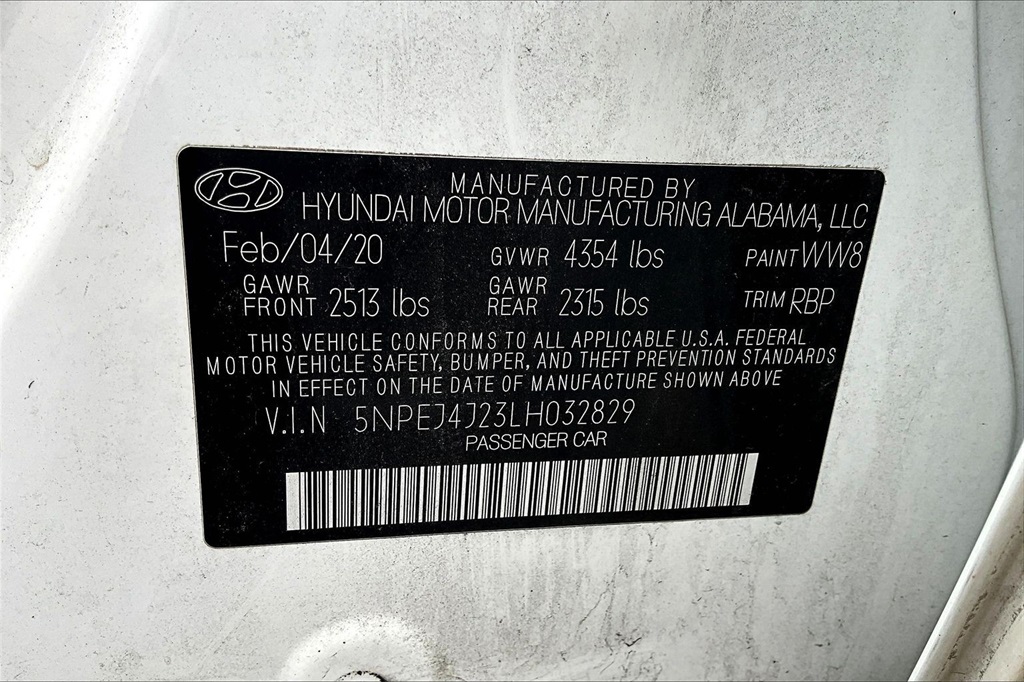 MANUFACTURED BY
HYUNDAI MOTOR MANUFACTURING ALABAMA, LLC
Feb/04/20 GVWR 4354 lbs PAINT WW8
GAWR FRONT 2513 lbs GAWR REAR 2315 lbs TRIM RBP
THIS VEHICLE CONFORMS TO ALL APPLICABLE U.S.A. FEDERAL
MOTOR VEHICLE SAFETY, BUMPER, AND THEFT PREVENTION STANDARDS
IN EFFECT ON THE DATE OF MANUFACTURE SHOWN ABOVE
V.I.N 5NPEJ4J23LH032829
PASSENGER CAR